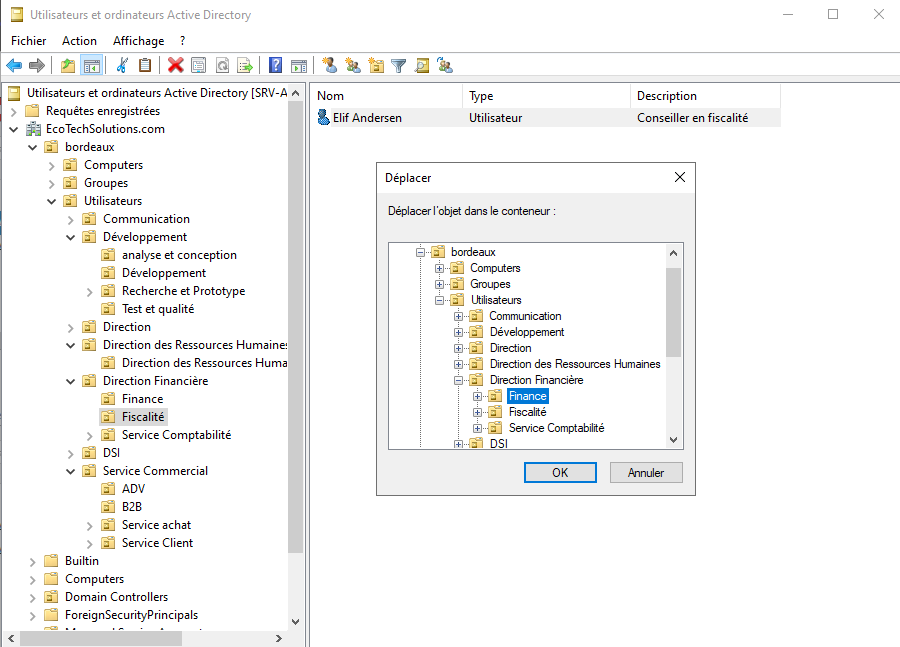 Utilisateurs et ordinateurs Active Directory
Fichier Action Affichage ?
Utilisateurs et ordinateurs Active Directory [SRV-A
Requêtes enregistrées
EcoTechSolutions.com
bordeaux
Computers
Groupes
Utilisateurs
Communication
Développement
analyse et conception
Développement
Recherche et Prototype
Test et qualité
Direction
Direction des Ressources Humaines
Direction des Ressources Huma
Direction Financière
Finance
Fiscalité
Service Comptabilité
DSI
Service Commercial
ADV
B2B
Service achat
Service Client
Builtin
Computers
Domain Controllers
ForeignSecurityPrincipals
Nom Type Description
Elif Andersen Utilisateur Conseiller en fiscalité
Déplacer
Déplacer l'objet dans le conteneur :
bordeaux
Computers
Groupes
Utilisateurs
Communication
Développement
Direction
Direction des Ressources Humaines
Direction Financière
Finance
Fiscalité
Service Comptabilité
DSI
OK Annuler